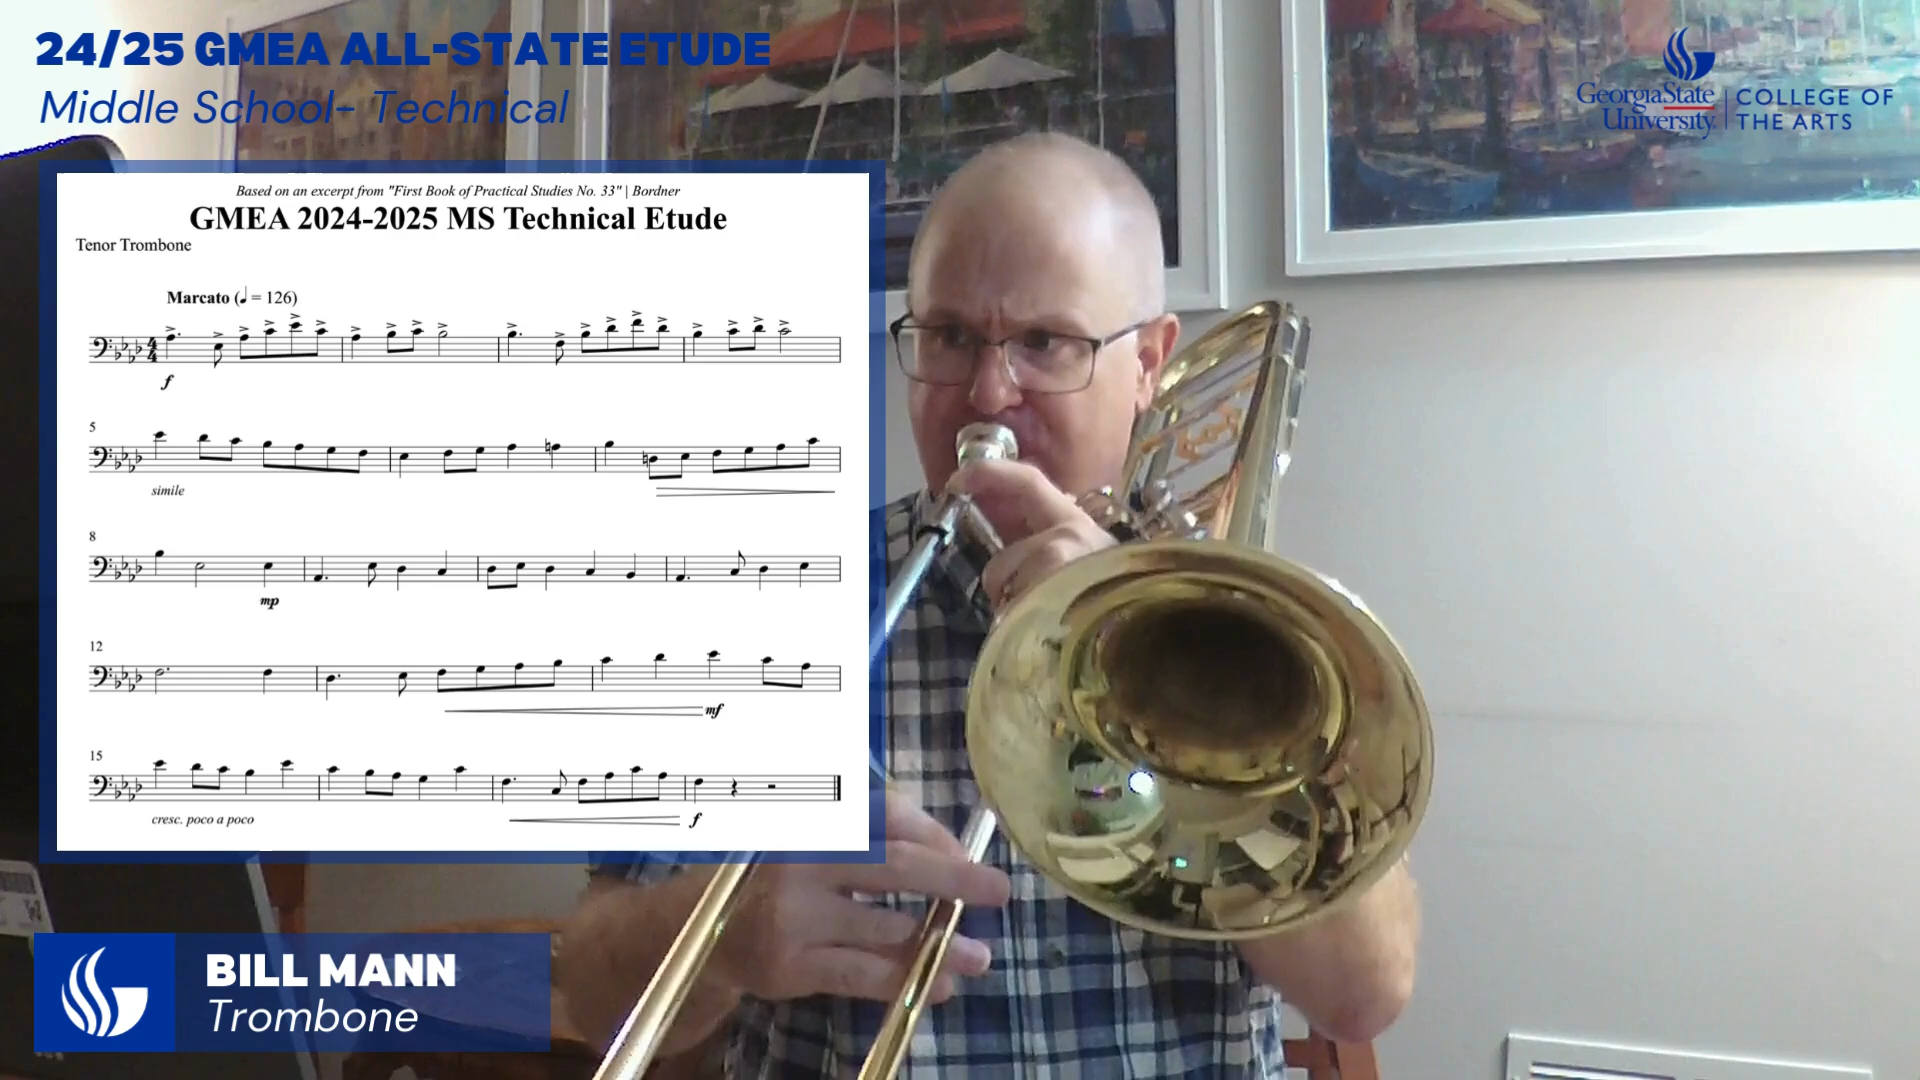 24/25 GMEA ALL-STATE ETUDE
Middle School- Technical
GeorgiaState
University
COLLEGE OF
THE ARTS
Based on an excerpt from "First Book of Practical Studies No. 33" | Bordner
GMEA 2024-2025 MS Technical Etude
Tenor Trombone
Marcato (♩ = 126)
f
5
simile
8
mp
12
mf
15
cresc. poco a poco
f
BILL MANN
Trombone